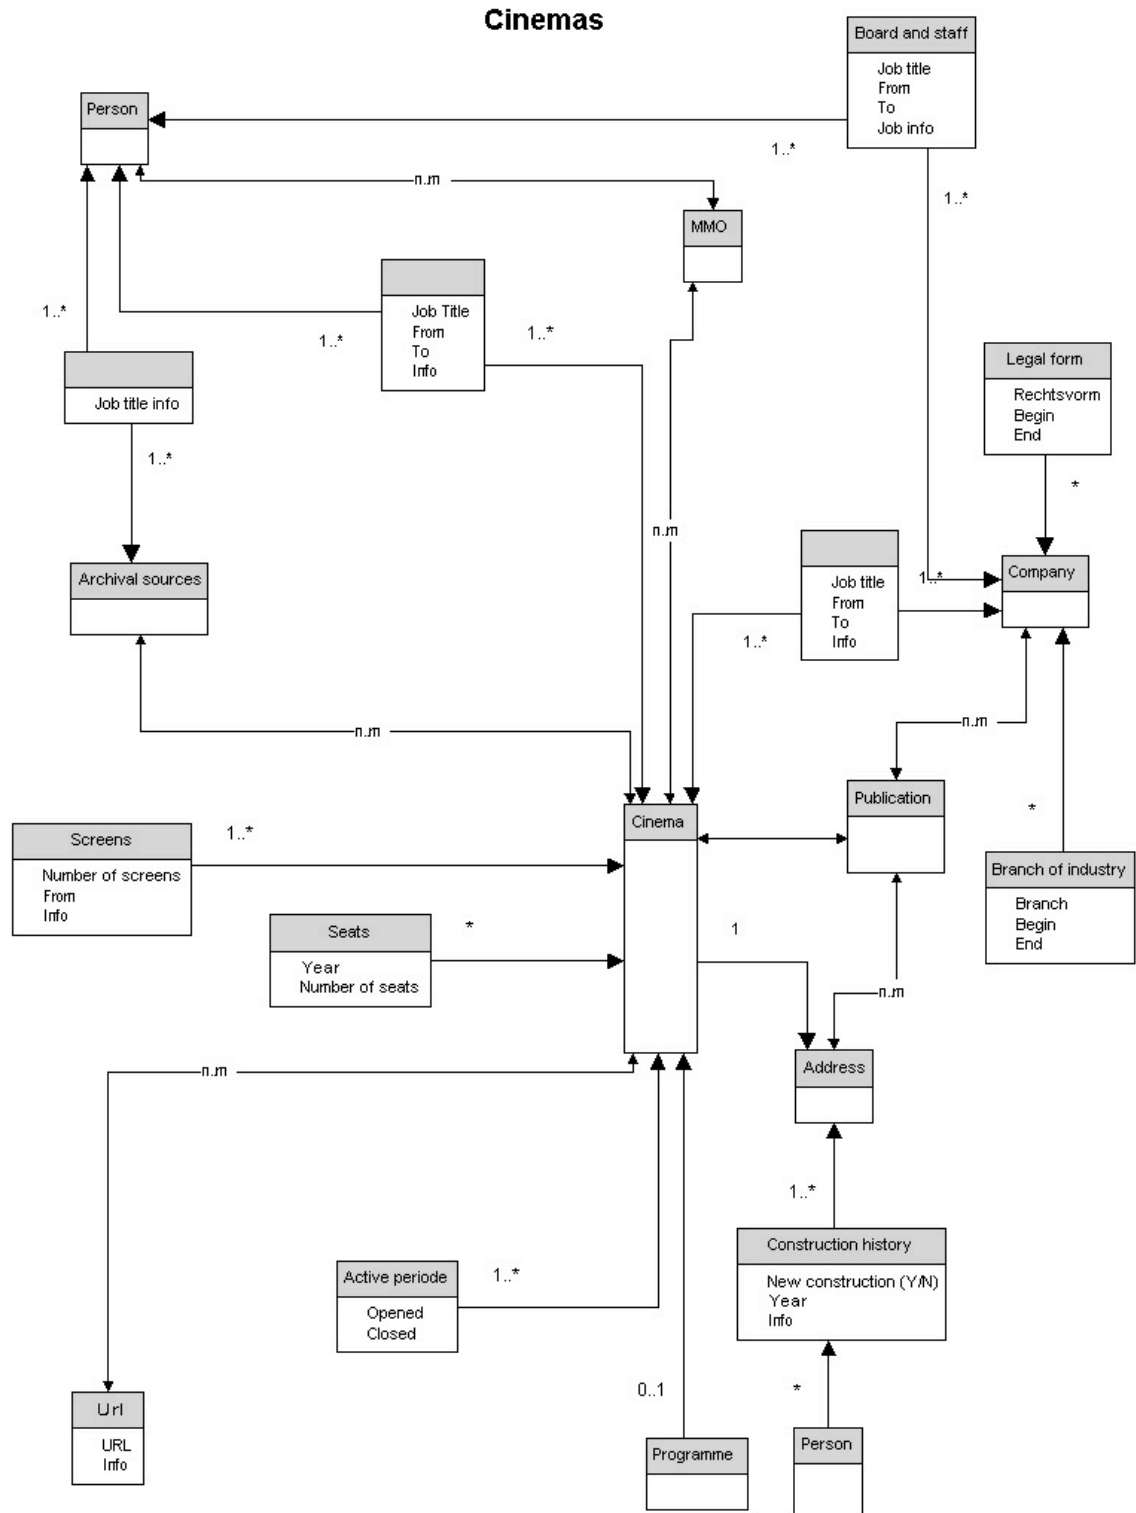 Cinemas
Board and staff
Job title
From
To
Job info
Person
1..*
n.m
1..*
MMO
Job Title
From
To
Info
1..*
1..*
1..*
Job title info
1..*
Legal form
Rechtsvorm
Begin
End
*
n.m
Archival sources
Job title
From
To
Info
1..*
1..*
Company
n.m
n.m
Publication
*
Cinema
Screens
Number of screens
From
Info
1..*
Branch of industry
Branch
Begin
End
Seats
Year
Number of seats
*
1
n.m
n.m
Address
1..*
Construction history
New construction (Y/N)
Year
Info
Active periode
Opened
Closed
1..*
0..1
*
Url
URL
Info
Programme
Person